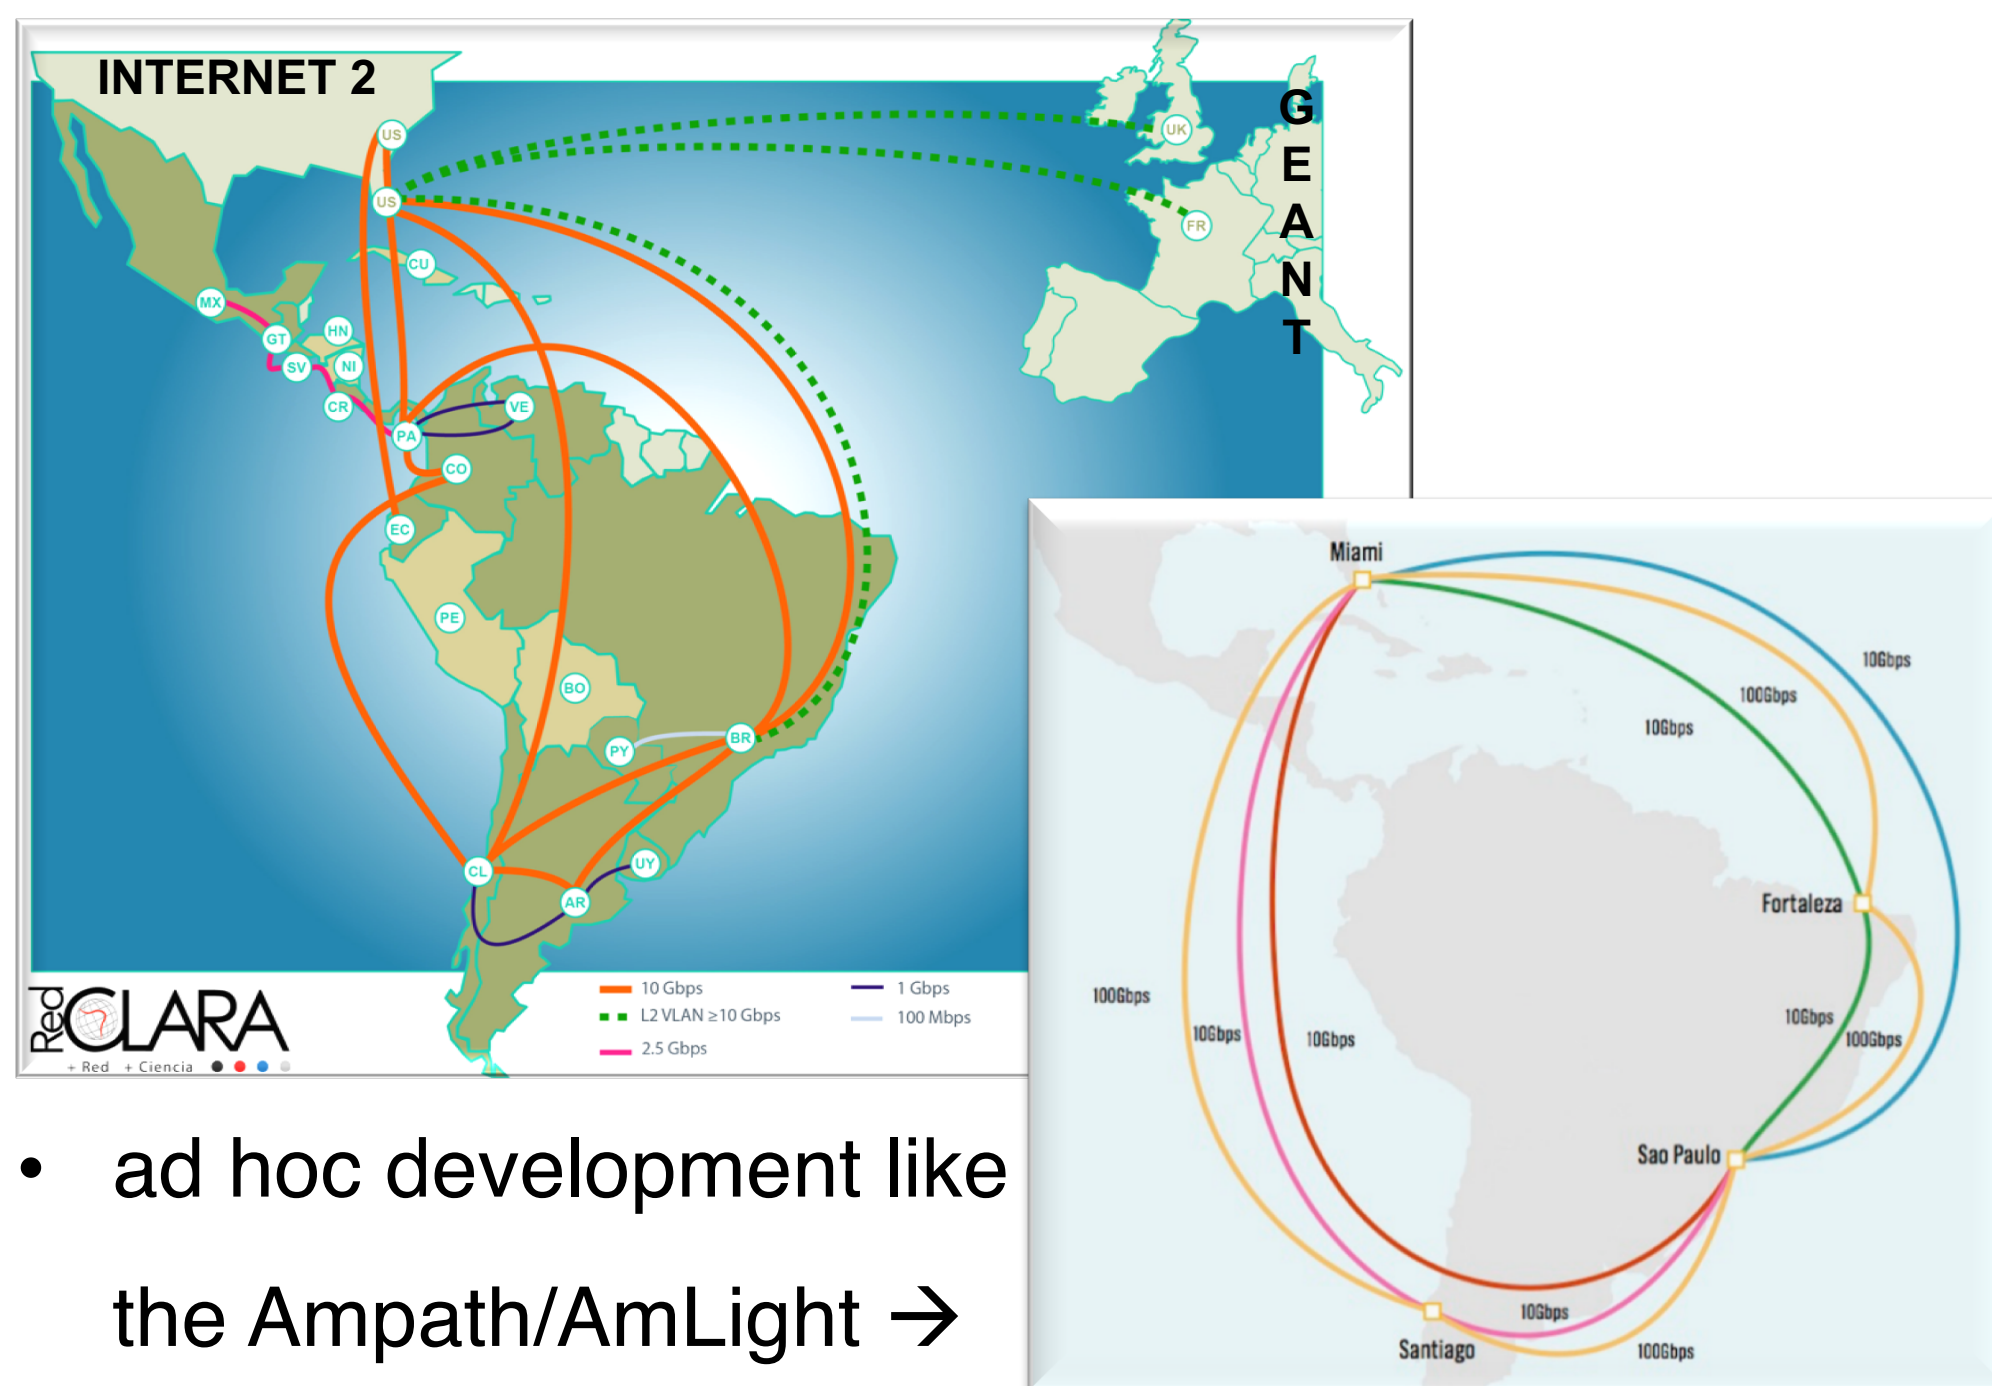 INTERNET 2
G
E
A
N
T
US
US
UK
FR
CU
MX
GT
HN
SV
NI
CR
PA
VE
CO
EC
PE
BO
PY
BR
CL
UY
AR
Red
CLARA
+ Red + Ciencia
10 Gbps
L2 VLAN ≥10 Gbps
2.5 Gbps
1 Gbps
100 Mbps
Miami
10Gbps
100Gbps
10Gbps
Fortaleza
100Gbps
10Gbps
10Gbps
10Gbps
100Gbps
Sao Paulo
10Gbps
Santiago
100Gbps
• ad hoc development like
the Ampath/AmLight →